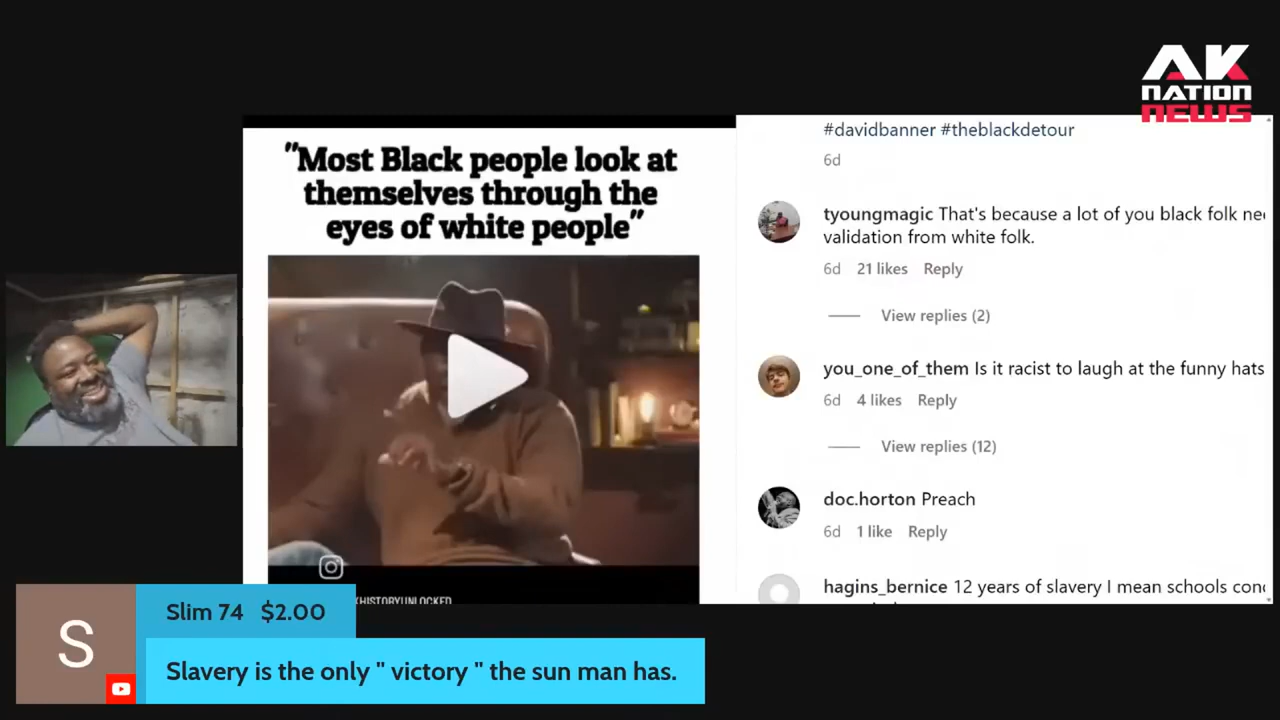 AK
NATION
NEWS
"Most Black people look at
themselves through the
eyes of white people"
#davidbanner #theblackdetour
6d
tyoungmagic That's because a lot of you black folk
validation from white folk.
6d 21 likes Reply
View replies (2)
you_one_of_them Is it racist to laugh at the funny hats
6d 4 likes Reply
View replies (12)
doc.horton Preach
6d 1 like Reply
hagins_bernice 12 years of slavery I mean schools
S
Slim 74 $2.00
Slavery is the only " victory " the sun man has.